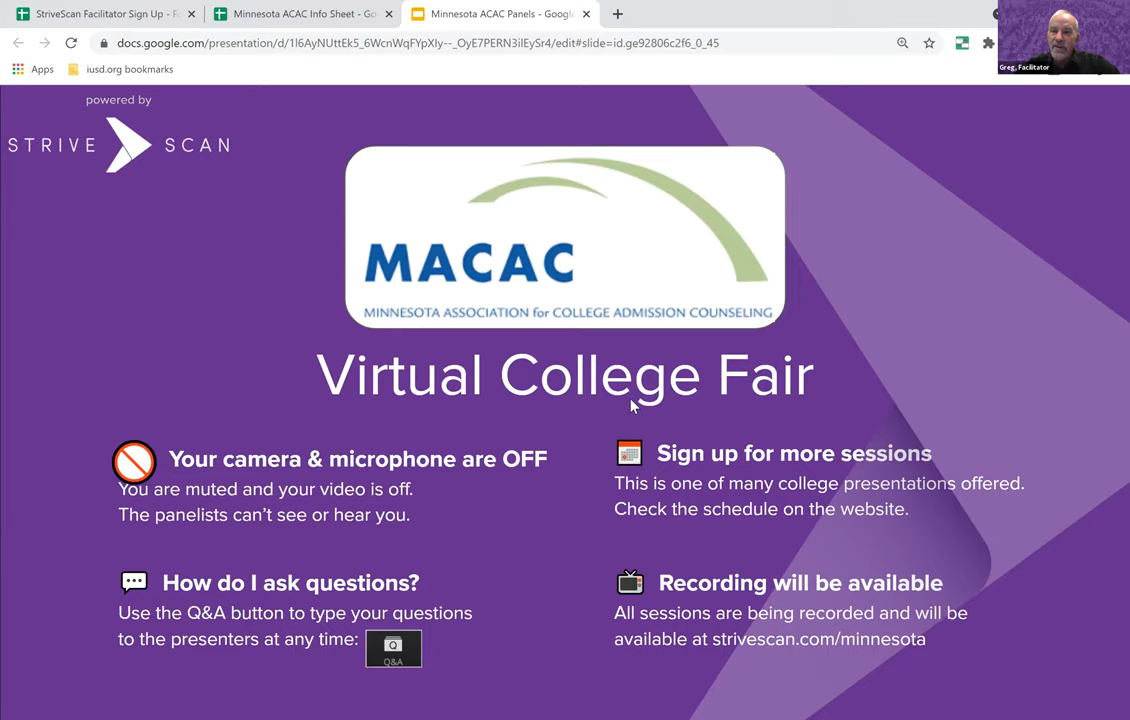 StriveScan Facilitator Sign Up - F
Minnesota ACAC Info Sheet - Go
Minnesota ACAC Panels - Google
docs.google.com/presentation/d/1l6AyNUttEk5_6WcnWqFYpXIy--_OyE7PERN3ilEySr4/edit#slide=id.ge92806c2f6_0_45
Apps
iusd.org bookmarks
Greg, Facilitator
powered by
STRIVE SCAN
MACAC
MINNESOTA ASSOCIATION for COLLEGE ADMISSION COUNSELING
Virtual College Fair
Your camera & microphone are OFF
You are muted and your video is off.
The panelists can't see or hear you.
How do I ask questions?
Use the Q&A button to type your questions
to the presenters at any time:
Q
Q&A
Sign up for more sessions
This is one of many college presentations offered.
Check the schedule on the website.
Recording will be available
All sessions are being recorded and will be
available at strivescan.com/minnesota